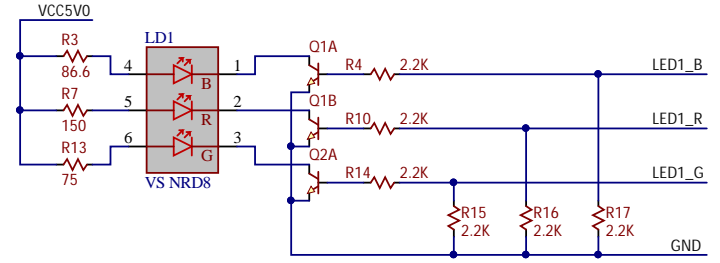 VCC5V0
R3
86.6
R7
150
R13
75
LD1
4
1
B
5
2
R
6
3
G
VS NRD8
Q1A
R4 2.2K
LED1_B
Q1B
R10 2.2K
LED1_R
Q2A
R14 2.2K
LED1_G
R15
2.2K
R16
2.2K
R17
2.2K
GND